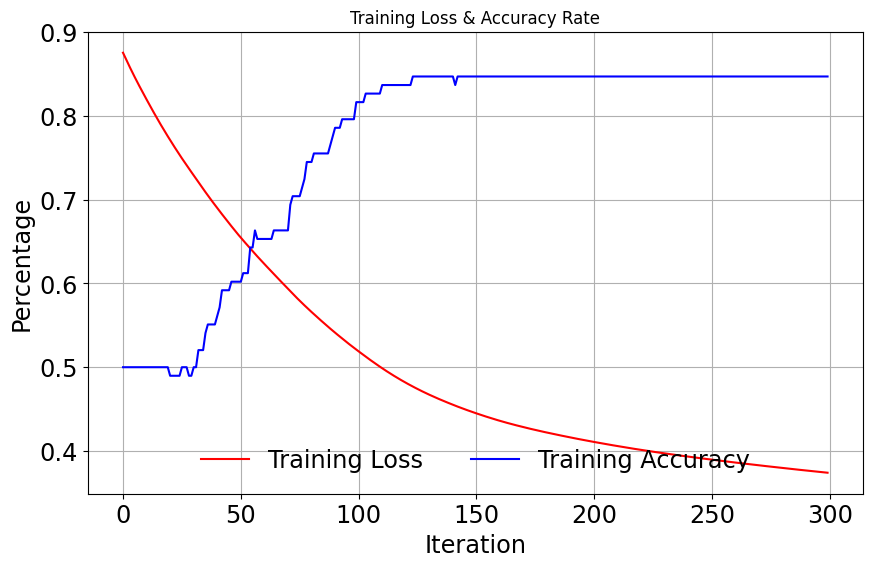 Training Loss & Accuracy Rate
Percentage
0.9
0.8
0.7
0.6
0.5
0.4
Training Loss
Training Accuracy
0 50 100 150 200 250 300
Iteration